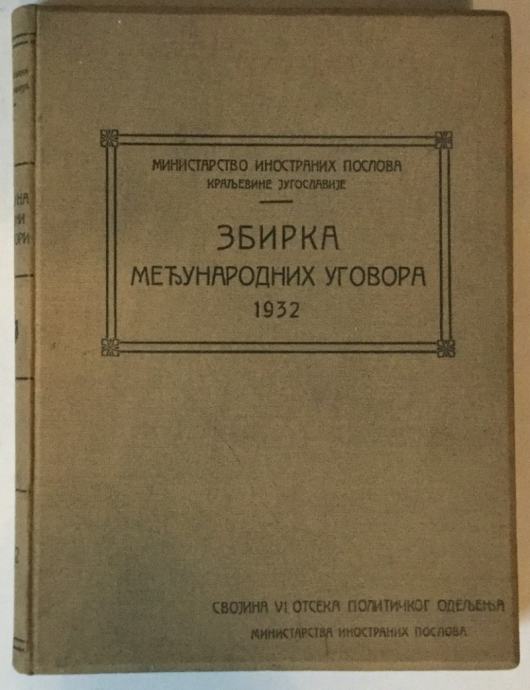 МИНИСТАРСТВО ИНОСТРАНИХ ПОСЛОВА
КРАЉЕВИНЕ ЈУГОСЛАВИЈЕ
ЗБИРКА
МЕЂУНАРОДНИХ УГОВОРА
1932
СВОЈИНА VI ОТСЕКА ПОЛИТИЧКОГ ОДЕЉЕЊА
МИНИСТАРСТВА ИНОСТРАНИХ ПОСЛОВА